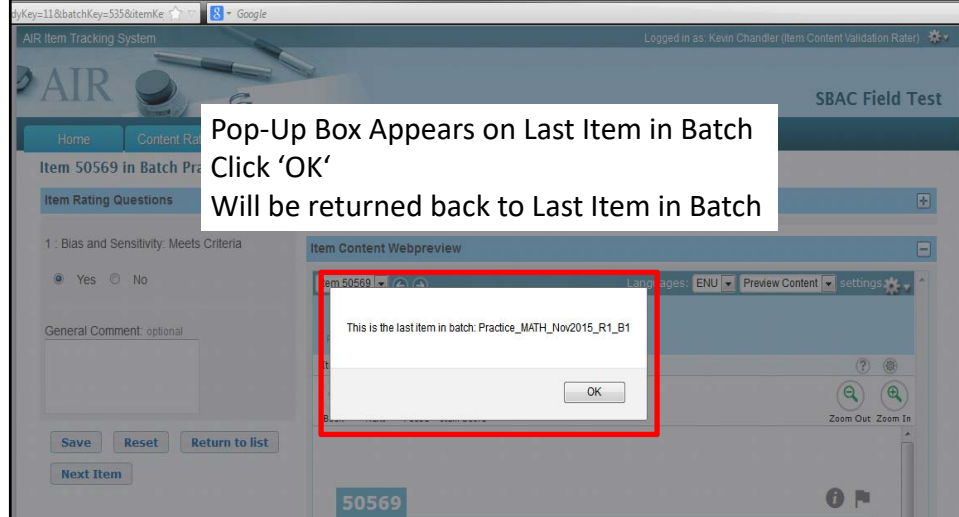 dyKey=11&batchKey=535&itemKe
8 Google
AIR Item Tracking System
Logged in as: Kevin Chandler (Item Content Validation Rater)
AIR
SBAC Field Test
Home
Content Ra
Pop-Up Box Appears on Last Item in Batch
Click ‘OK‘
Will be returned back to Last Item in Batch
Item 50569 in Batch Pra
Item Rating Questions
1 : Bias and Sensitivity: Meets Criteria
Yes No
General Comment: optional
Save Reset Return to list
Next Item
Item Content Webpreview
Item 50569
Languages: ENU Preview Content settings
This is the last item in batch: Practice_MATH_Nov2015_R1_B1
OK
Zoom Out Zoom In
50569